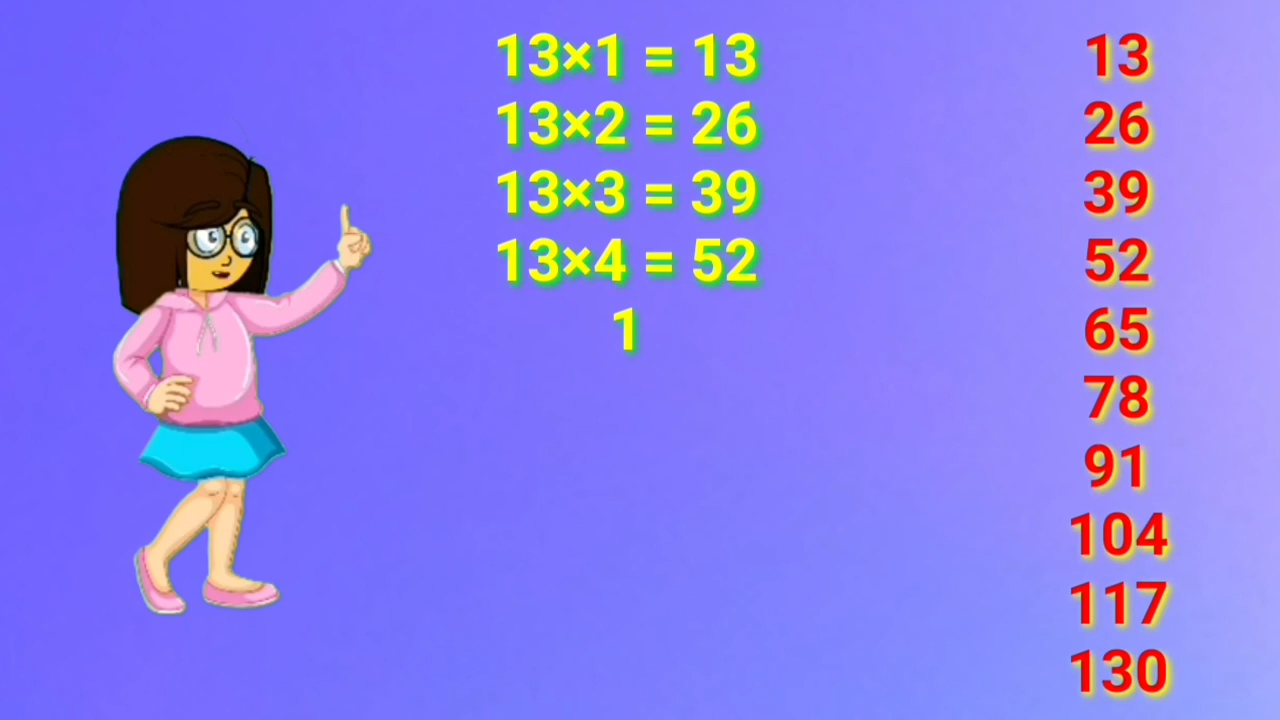 13×1 = 13
13×2 = 26
13×3 = 39
13×4 = 52
1
13
26
39
52
65
78
91
104
117
130